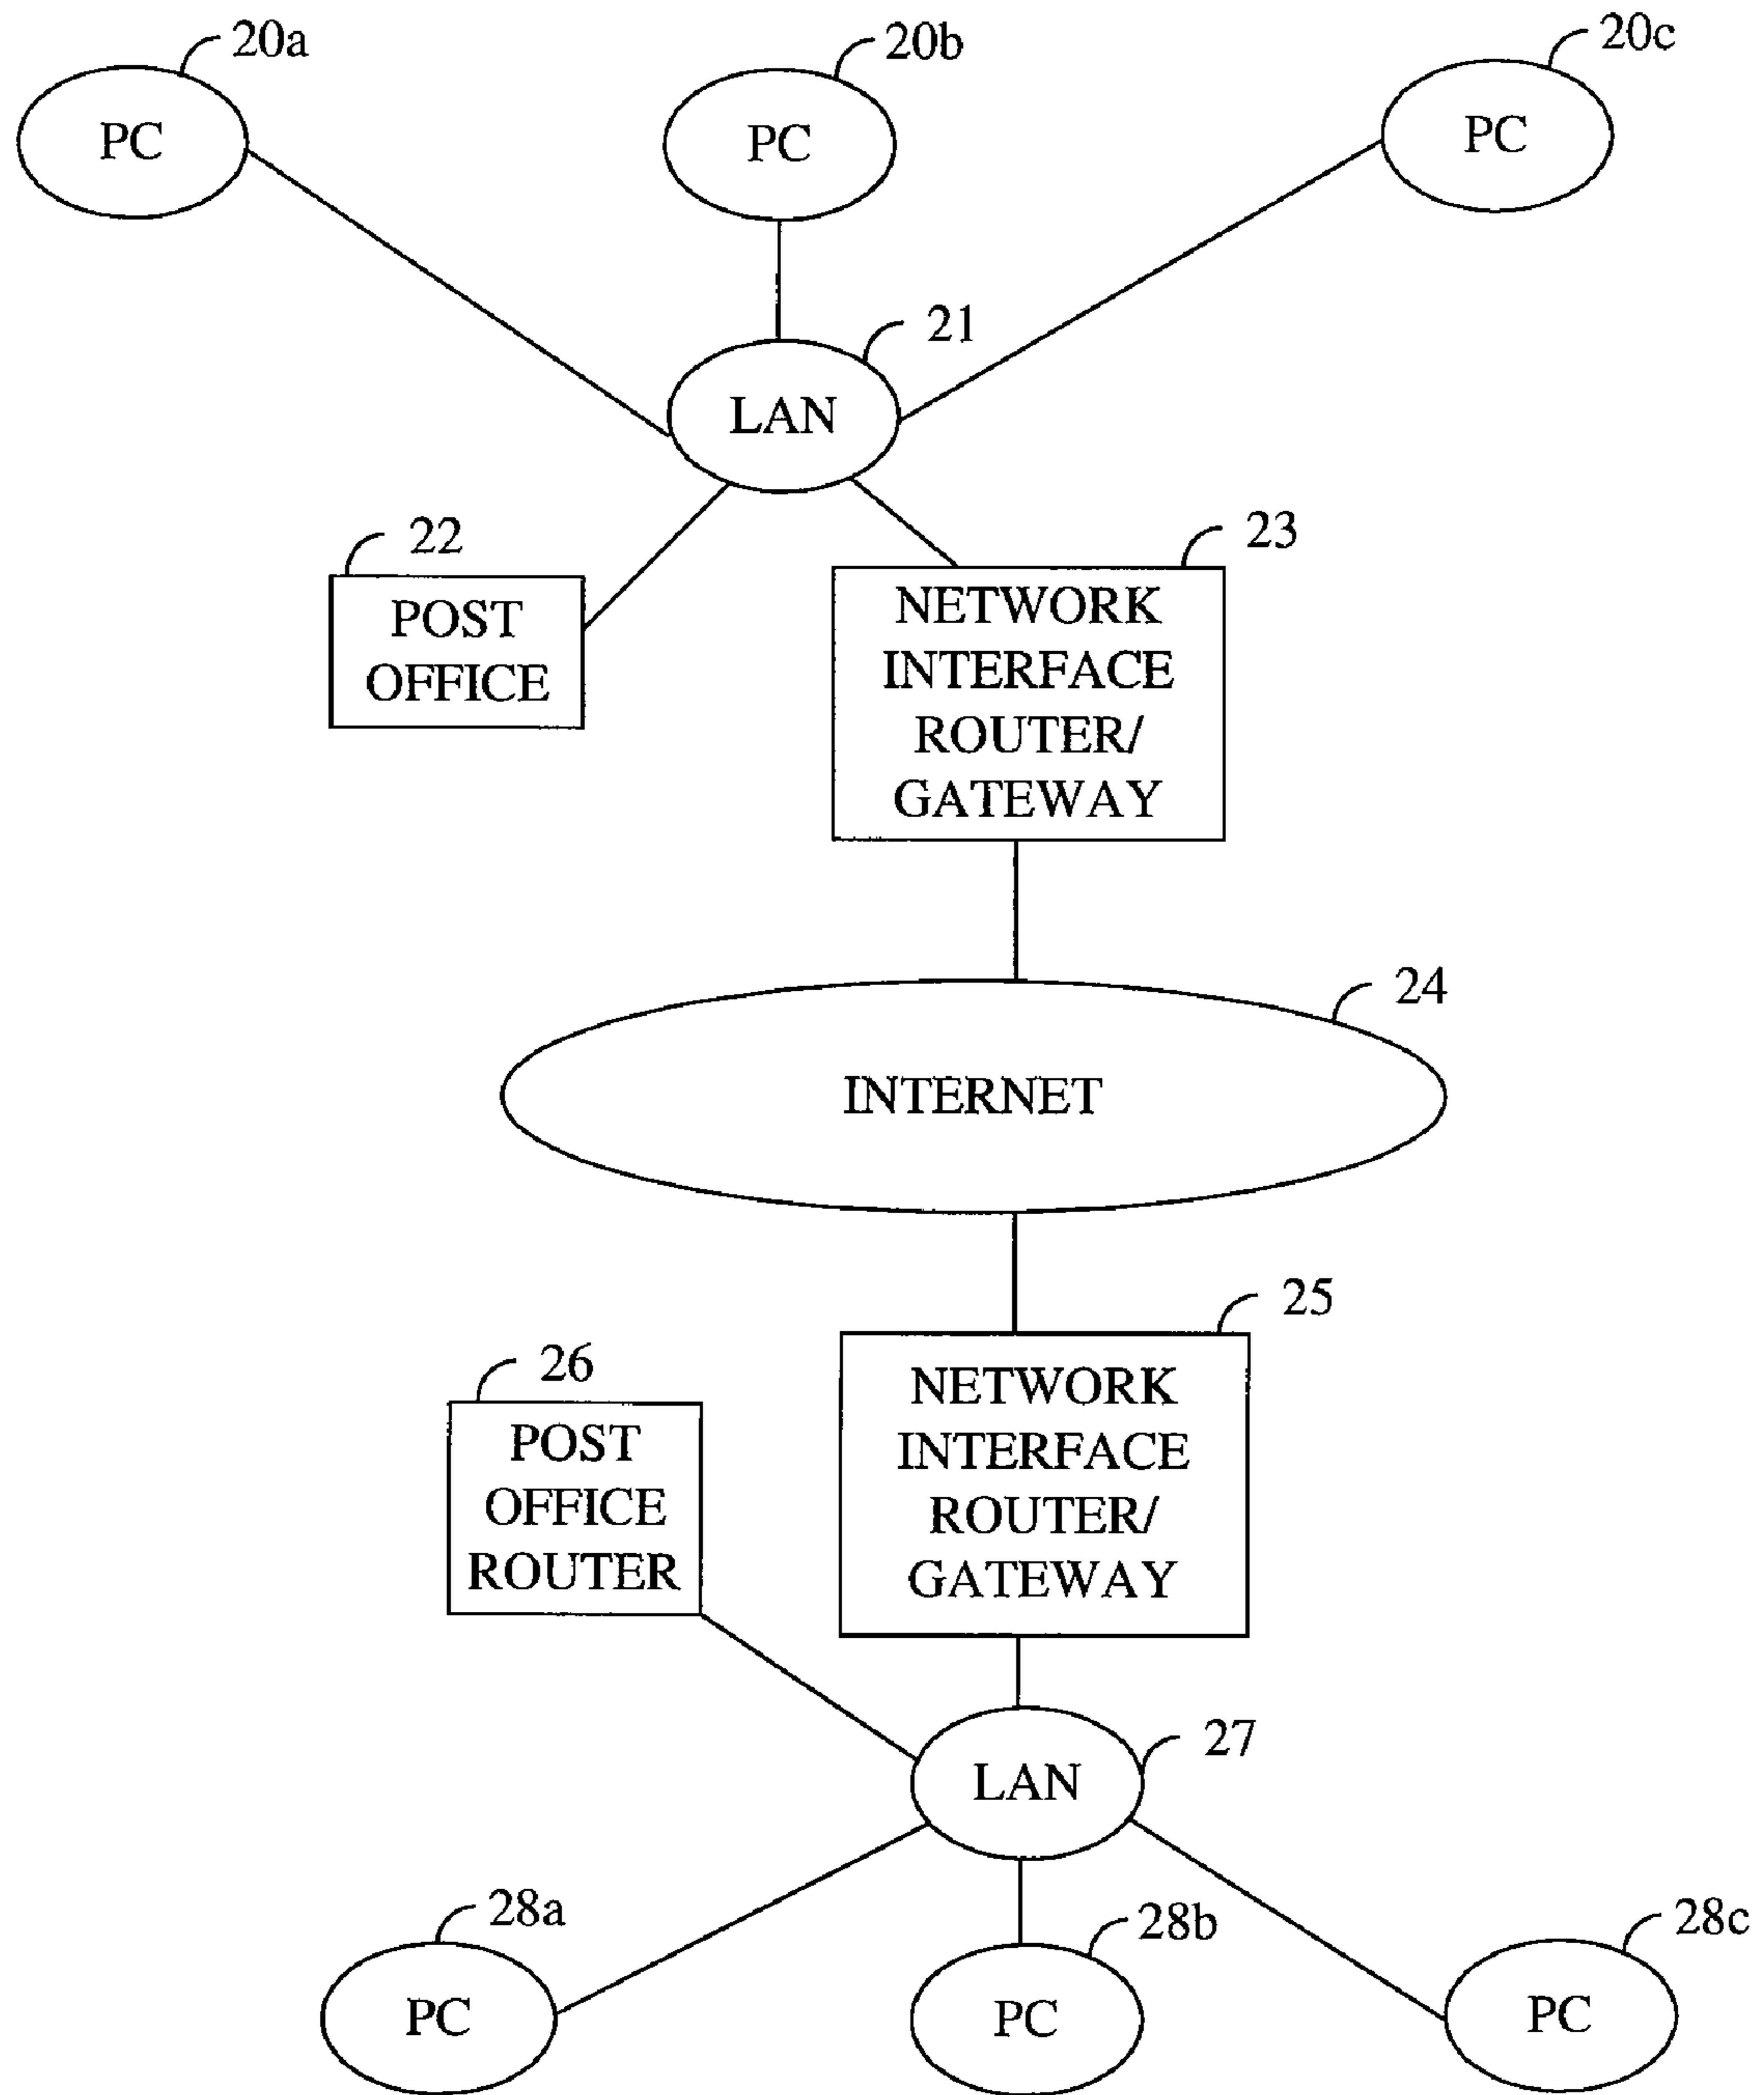 20a
20b
20c
PC
PC
PC
21
LAN
22
23
POST
OFFICE
NETWORK
INTERFACE
ROUTER/
GATEWAY
24
INTERNET
25
26
POST
OFFICE
ROUTER
NETWORK
INTERFACE
ROUTER/
GATEWAY
27
LAN
28a
28b
28c
PC
PC
PC